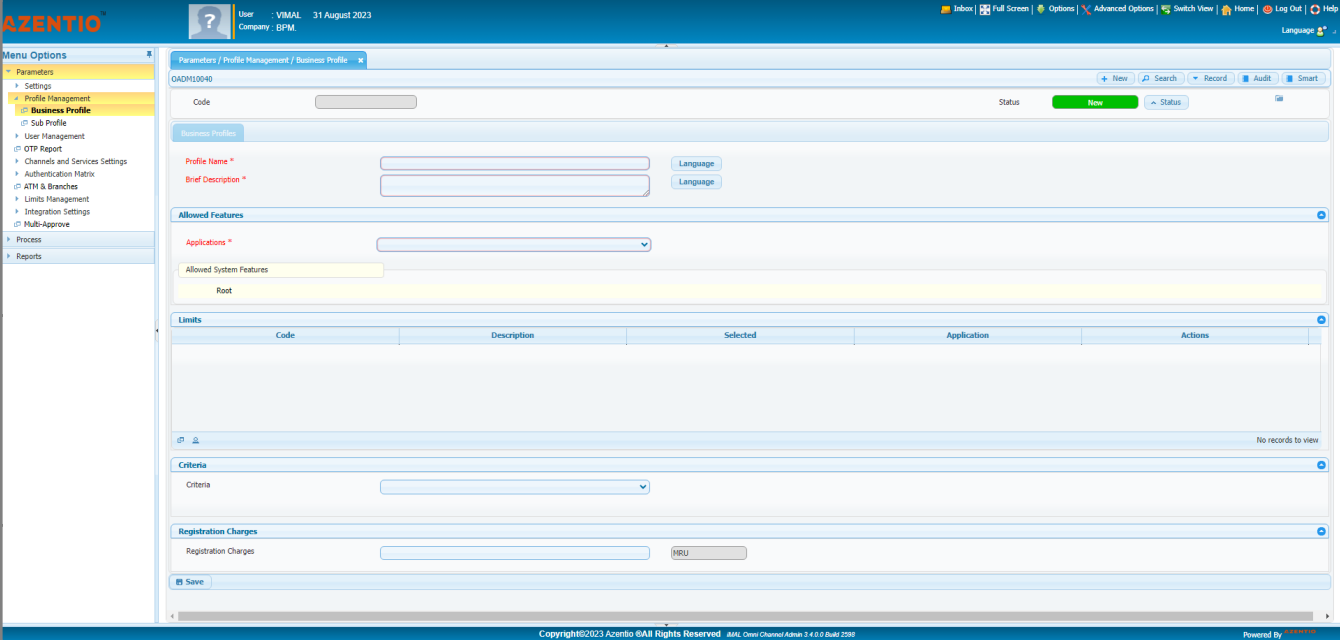 AZENTIO
User : VIMAL 31 August 2023
Company : BPM.
Inbox | Full Screen | Options | Advanced Options | Switch View | Home | Log Out | Help
Language
Menu Options
Parameters
Settings
Profile Management
Business Profile
Sub Profile
User Management
OTP Report
Channels and Services Settings
Authentication Matrix
ATM & Branches
Limits Management
Integration Settings
Multi-Approve
Process
Reports
Parameters / Profile Management / Business Profile
OADM10040
New Search Record Audit Smart
Code Status New Status
Business Profiles
Profile Name * Language
Brief Description * Language
Allowed Features
Applications *
Allowed System Features
Root
Limits
Code Description Selected Application Actions
No records to view
Criteria
Criteria
Registration Charges
Registration Charges MRU
Save
Copyright©2023 Azentio ®All Rights Reserved iMAL Omni Channel Admin 3.4.0.0 Build 2598
Powered By AZENTIO